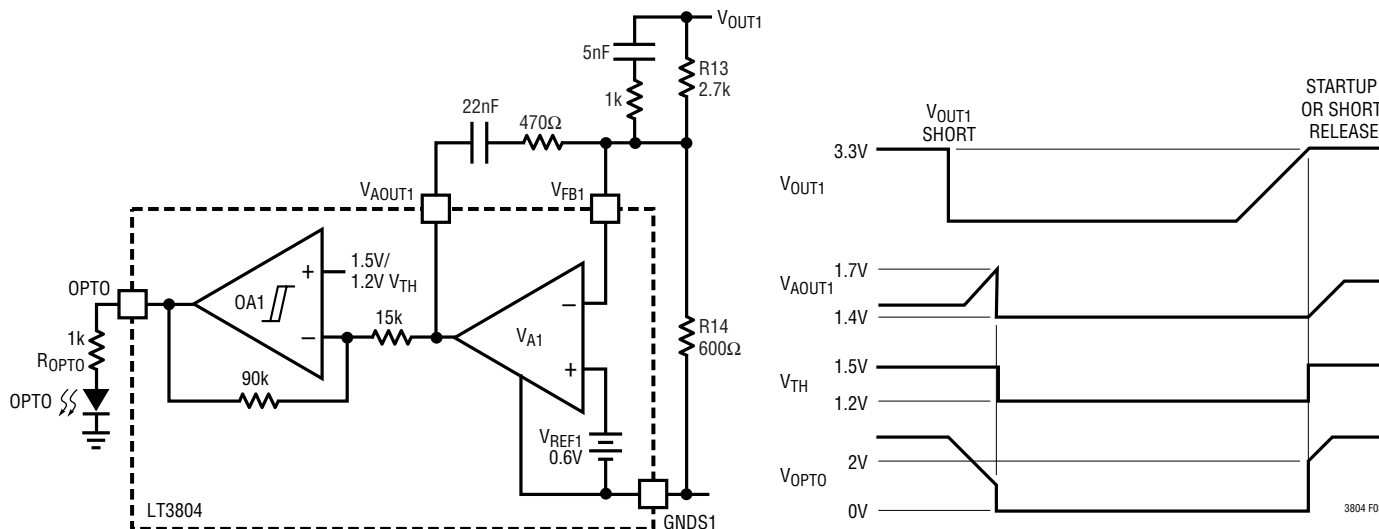 VOUT1
5nF
R13
2.7k
1k
22nF
470Ω
VAOUT1
VFB1
OPTO
+
1.5V/
1.2V VTH
OA1
–
15k
–
VA1
+
R14
600Ω
1k
ROPTO
OPTO
90k
VREF1
0.6V
LT3804
GNDS1
STARTUP
OR SHORT
RELEASE
VOUT1
SHORT
3.3V
VOUT1
1.7V
VAOUT1
1.4V
1.5V
VTH
1.2V
2V
VOPTO
0V